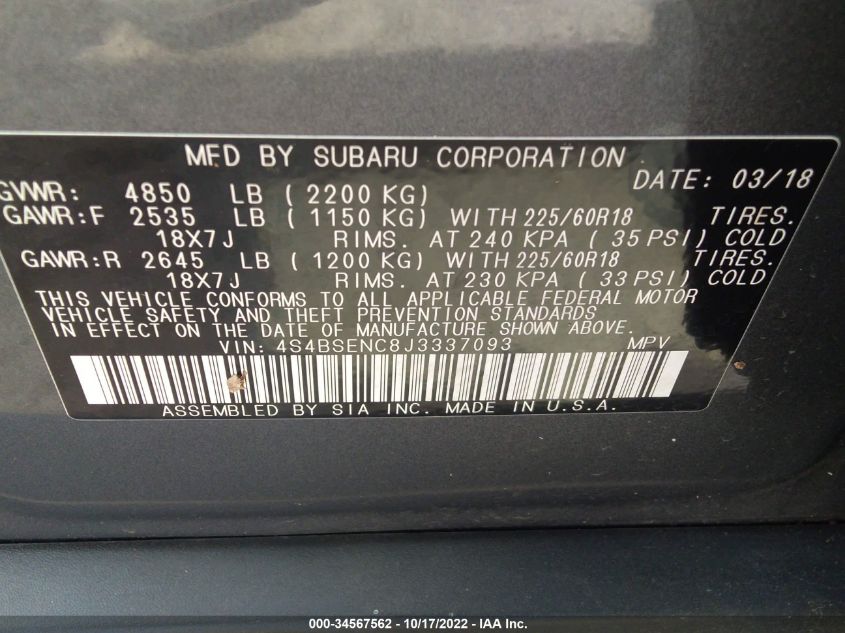 MFD BY SUBARU CORPORATION
DATE: 03/18
GVWR: 4850 LB ( 2200 KG)
GAWR:F 2535 LB ( 1150 KG) WITH 225/60R18 TIRES.
18X7J RIMS. AT 240 KPA ( 35 PSI) COLD
GAWR:R 2645 LB ( 1200 KG) WITH 225/60R18 TIRES.
18X7J RIMS. AT 230 KPA ( 33 PSI) COLD
THIS VEHICLE CONFORMS TO ALL APPLICABLE FEDERAL MOTOR
VEHICLE SAFETY AND THEFT PREVENTION STANDARDS
IN EFFECT ON THE DATE OF MANUFACTURE SHOWN ABOVE.
VIN: 4S4BSENC8J3337093 MPV
ASSEMBLED BY SIA INC. MADE IN U.S.A.
000-34567562 - 10/17/2022 - IAA Inc.